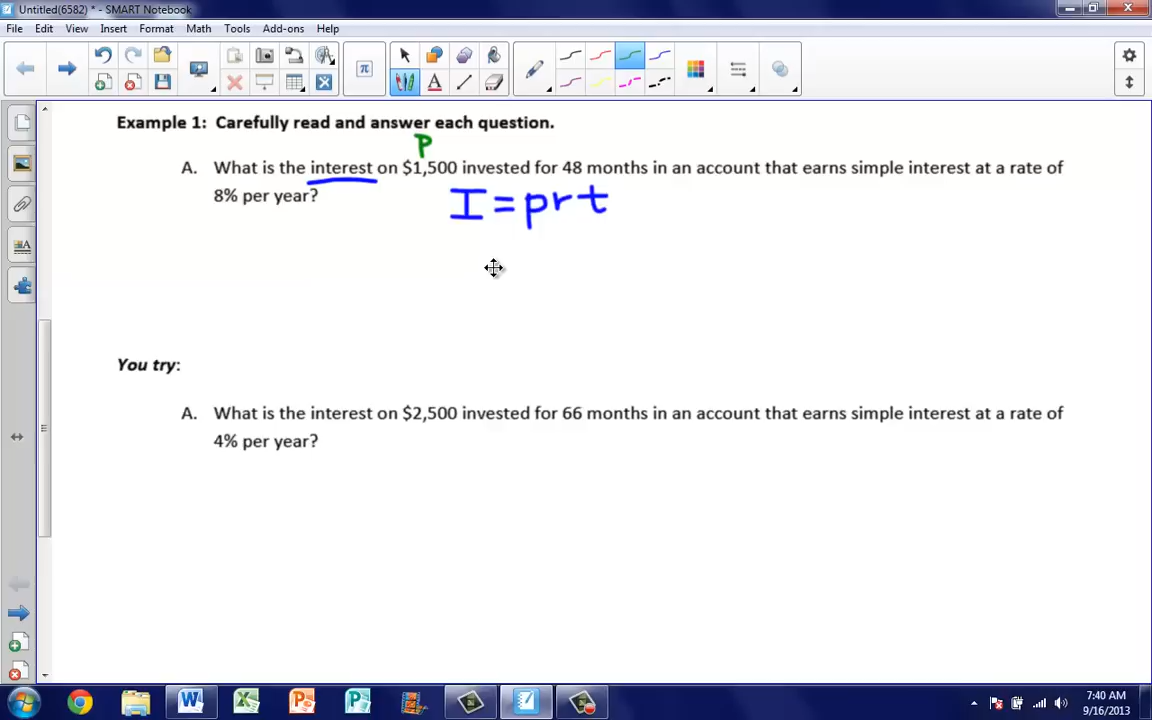 Untitled(6582) * - SMART Notebook
File Edit View Insert Format Math Tools Add-ons Help
Example 1: Carefully read and answer each question.
P
A. What is the interest on $1,500 invested for 48 months in an account that earns simple interest at a rate of
8% per year?
I = prt
You try:
A. What is the interest on $2,500 invested for 66 months in an account that earns simple interest at a rate of
4% per year?
7:40 AM
9/16/2013